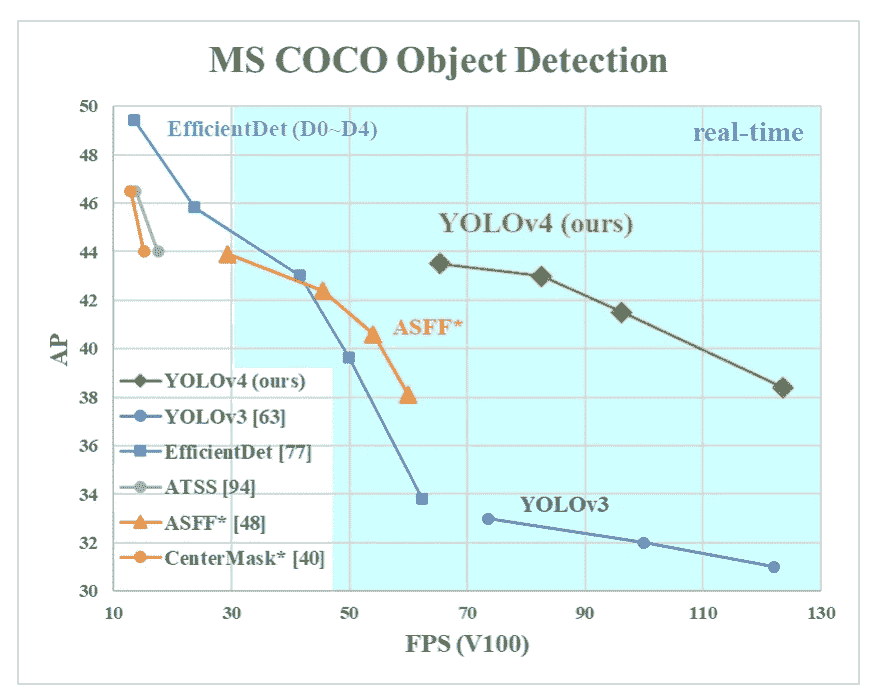 MS COCO Object Detection
50
48
46
44
42
40
38
36
34
32
30
AP
EfficientDet (D0~D4)
real-time
YOLOv4 (ours)
ASFF*
YOLOv3
YOLOv4 (ours)
YOLOv3 [63]
EfficientDet [77]
ATSS [94]
ASFF* [48]
CenterMask* [40]
10 30 50 70 90 110 130
FPS (V100)